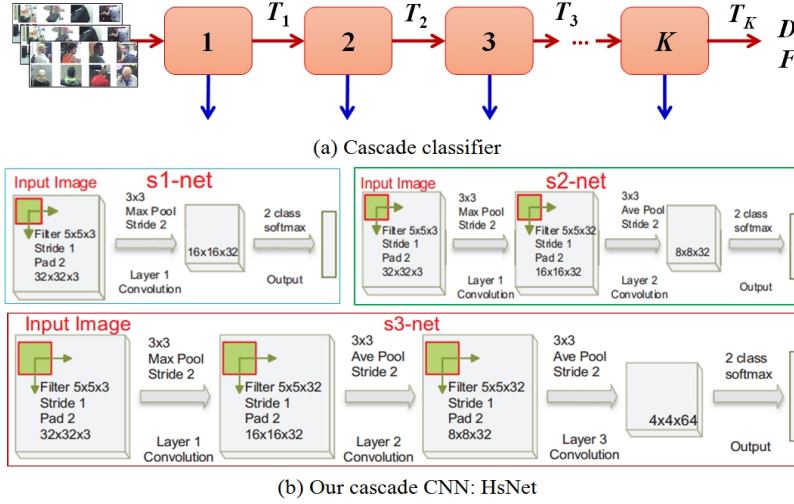 T1 T2 T3 TK
1 2 3 ... K D
F
(a) Cascade classifier
Input Image s1-net
3x3
Max Pool
Stride 2
2 class
softmax
Filter 5x5x3
Stride 1
Pad 2
32x32x3
16x16x32
Layer 1
Convolution
Output
Input Image s2-net
3x3
Max Pool
Stride 2
3x3
Ave Pool
Stride 2
2 class
softmax
Filter 5x5x3
Stride 1
Pad 2
32x32x3
Filter 5x5x32
Stride 1
Pad 2
16x16x32
8x8x32
Layer 1
Convolution
Layer 2
Convolution
Output
Input Image s3-net
3x3
Max Pool
Stride 2
3x3
Ave Pool
Stride 2
3x3
Ave Pool
Stride 2
2 class
softmax
Filter 5x5x3
Stride 1
Pad 2
32x32x3
Filter 5x5x32
Stride 1
Pad 2
16x16x32
Filter 5x5x32
Stride 1
Pad 2
8x8x32
4x4x64
Layer 1
Convolution
Layer 2
Convolution
Layer 3
Convolution
Output
(b) Our cascade CNN: HsNet